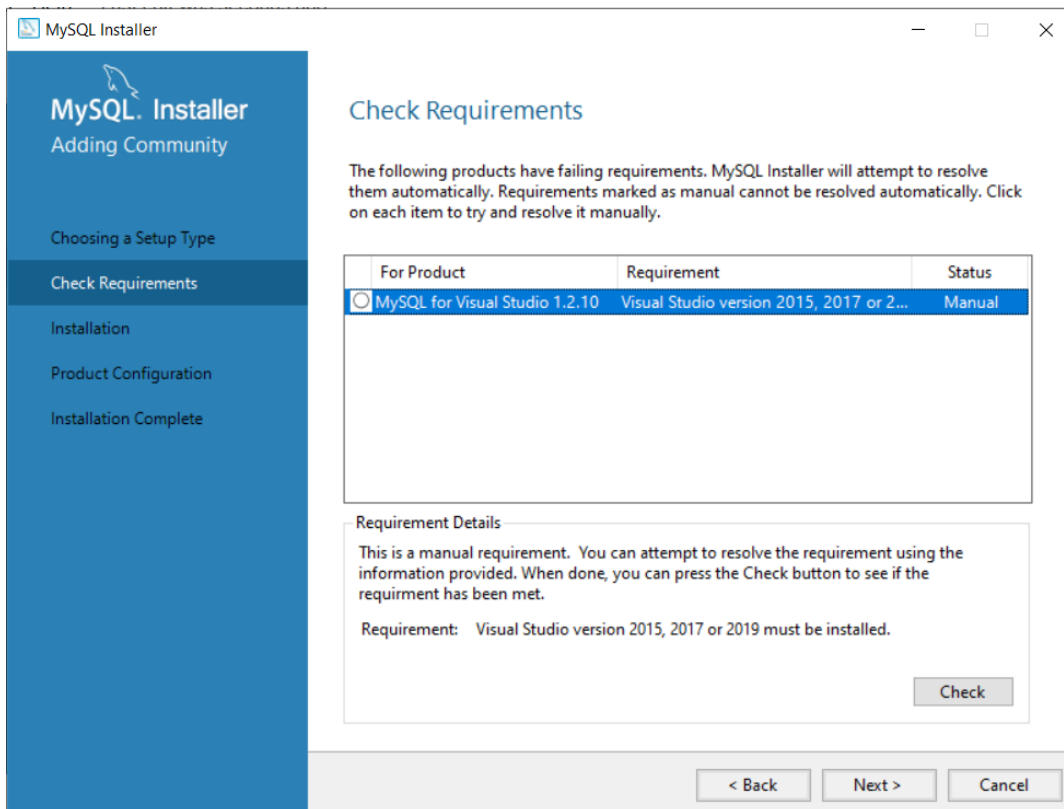 MySQL Installer
MySQL. Installer
Adding Community
Choosing a Setup Type
Check Requirements
Installation
Product Configuration
Installation Complete
Check Requirements
The following products have failing requirements. MySQL Installer will attempt to resolve
them automatically. Requirements marked as manual cannot be resolved automatically. Click
on each item to try and resolve it manually.
For Product Requirement Status
MySQL for Visual Studio 1.2.10 Visual Studio version 2015, 2017 or 2... Manual
Requirement Details
This is a manual requirement. You can attempt to resolve the requirement using the
information provided. When done, you can press the Check button to see if the
requirment has been met.
Requirement: Visual Studio version 2015, 2017 or 2019 must be installed.
Check
< Back Next > Cancel